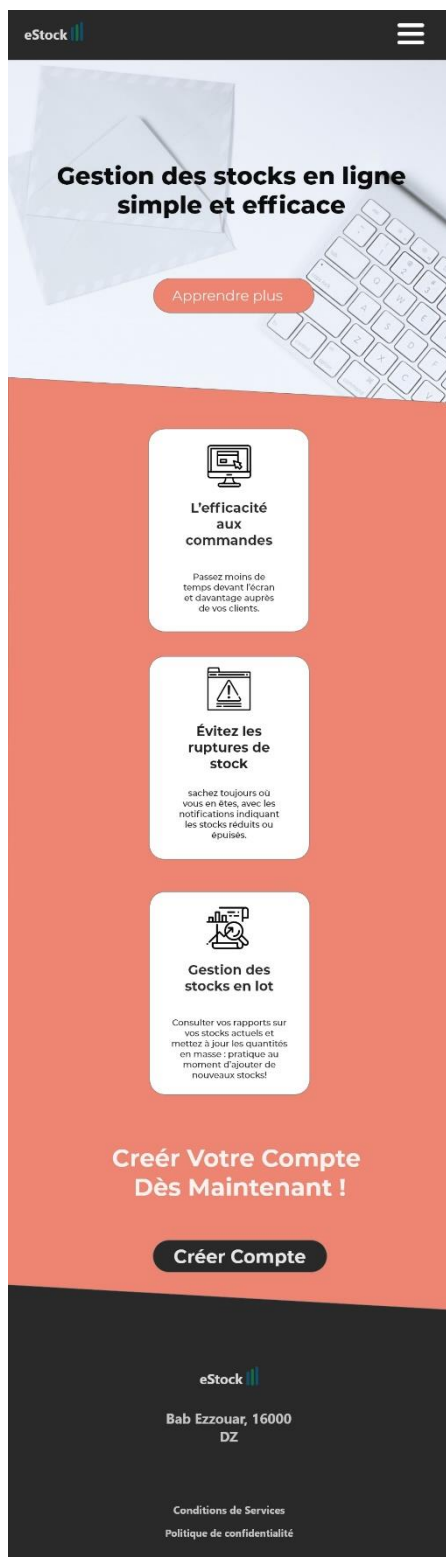 eStock
Gestion des stocks en ligne
simple et efficace
Apprendre plus
L'efficacité
aux
commandes
Passez moins de
temps devant l'écran
et davantage auprès
de vos clients.
Évitez les
ruptures de
stock
sachez toujours où
vous en êtes, avec les
notifications indiquant
les stocks réduits ou
épuisés.
Gestion des
stocks en lot
Consulter vos rapports sur
vos stocks actuels et
mettez à jour les quantités
en masse : pratique au
moment d'ajouter de
nouveaux stocks!
Creér Votre Compte
Dès Maintenant !
Créer Compte
eStock
Bab Ezzouar, 16000
DZ
Conditions de Services
Politique de confidentialité